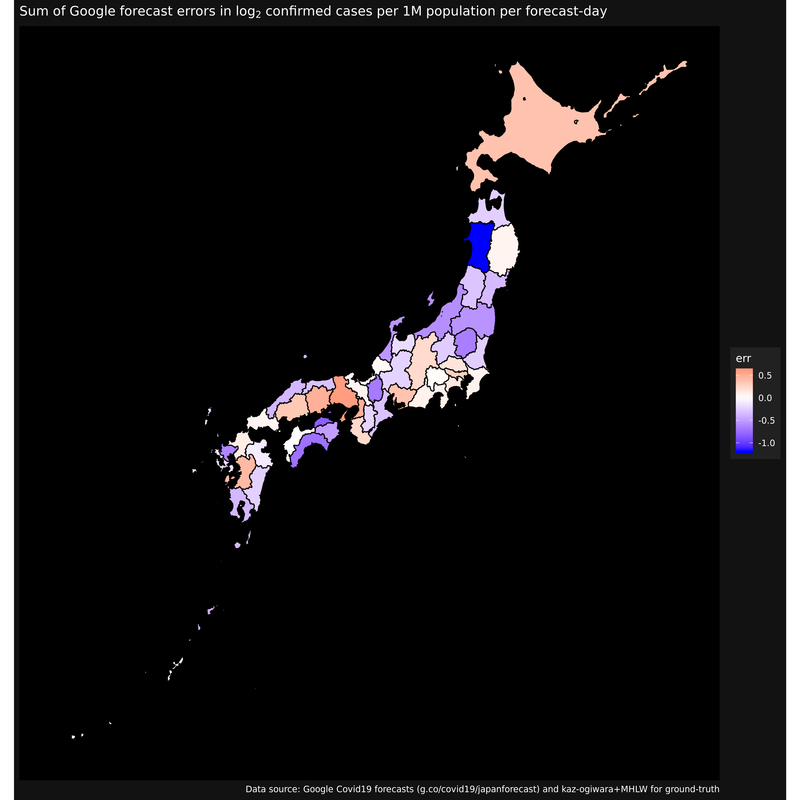 Sum of Google forecast errors in log₂ confirmed cases per 1M population per forecast-day
err
0.5
0.0
-0.5
-1.0
Data source: Google Covid19 forecasts (g.co/covid19/japanforecast) and kaz-ogiwara+MHLW for ground-truth